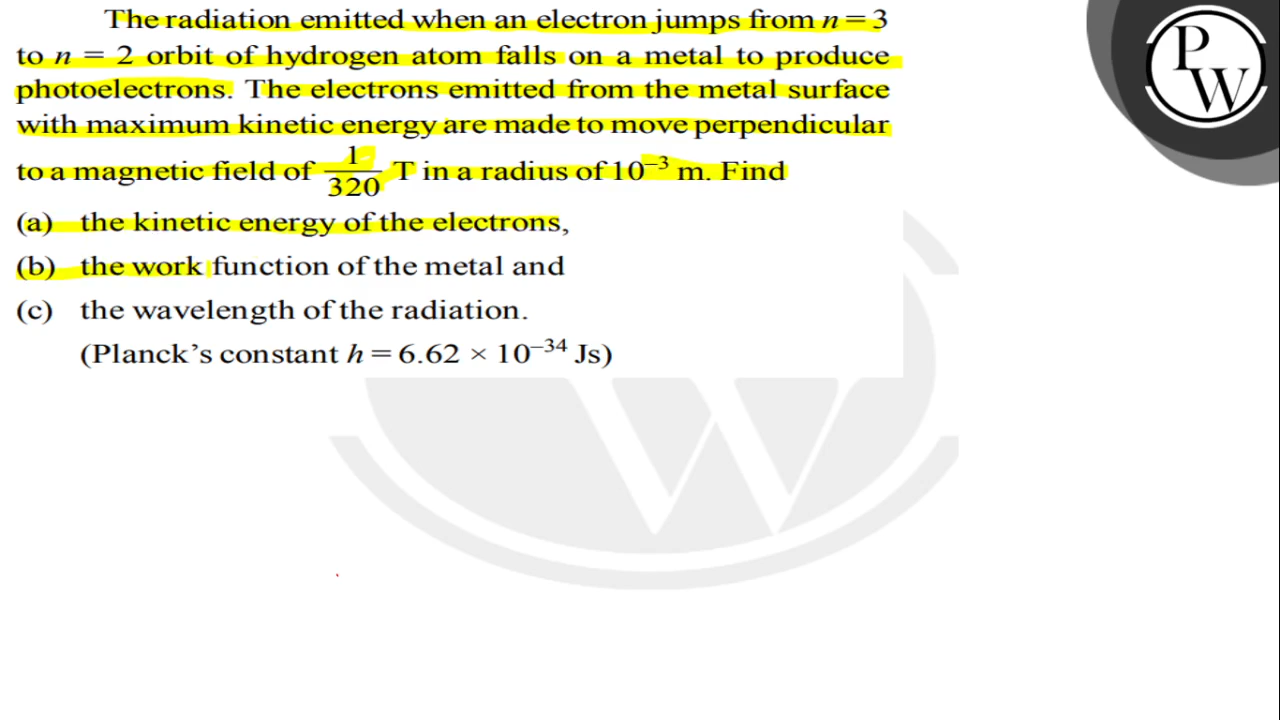 The radiation emitted when an electron jumps from n = 3
to n = 2 orbit of hydrogen atom falls on a metal to produce
photoelectrons. The electrons emitted from the metal surface
with maximum kinetic energy are made to move perpendicular
to a magnetic field of 1/320 T in a radius of 10⁻³ m. Find
(a) the kinetic energy of the electrons,
(b) the work function of the metal and
(c) the wavelength of the radiation.
(Planck's constant h = 6.62 × 10⁻³⁴ Js)
P
W